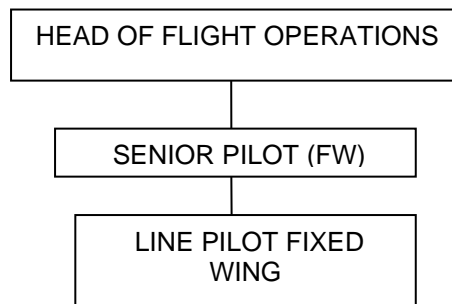 HEAD OF FLIGHT OPERATIONS
SENIOR PILOT (FW)
LINE PILOT FIXED
WING